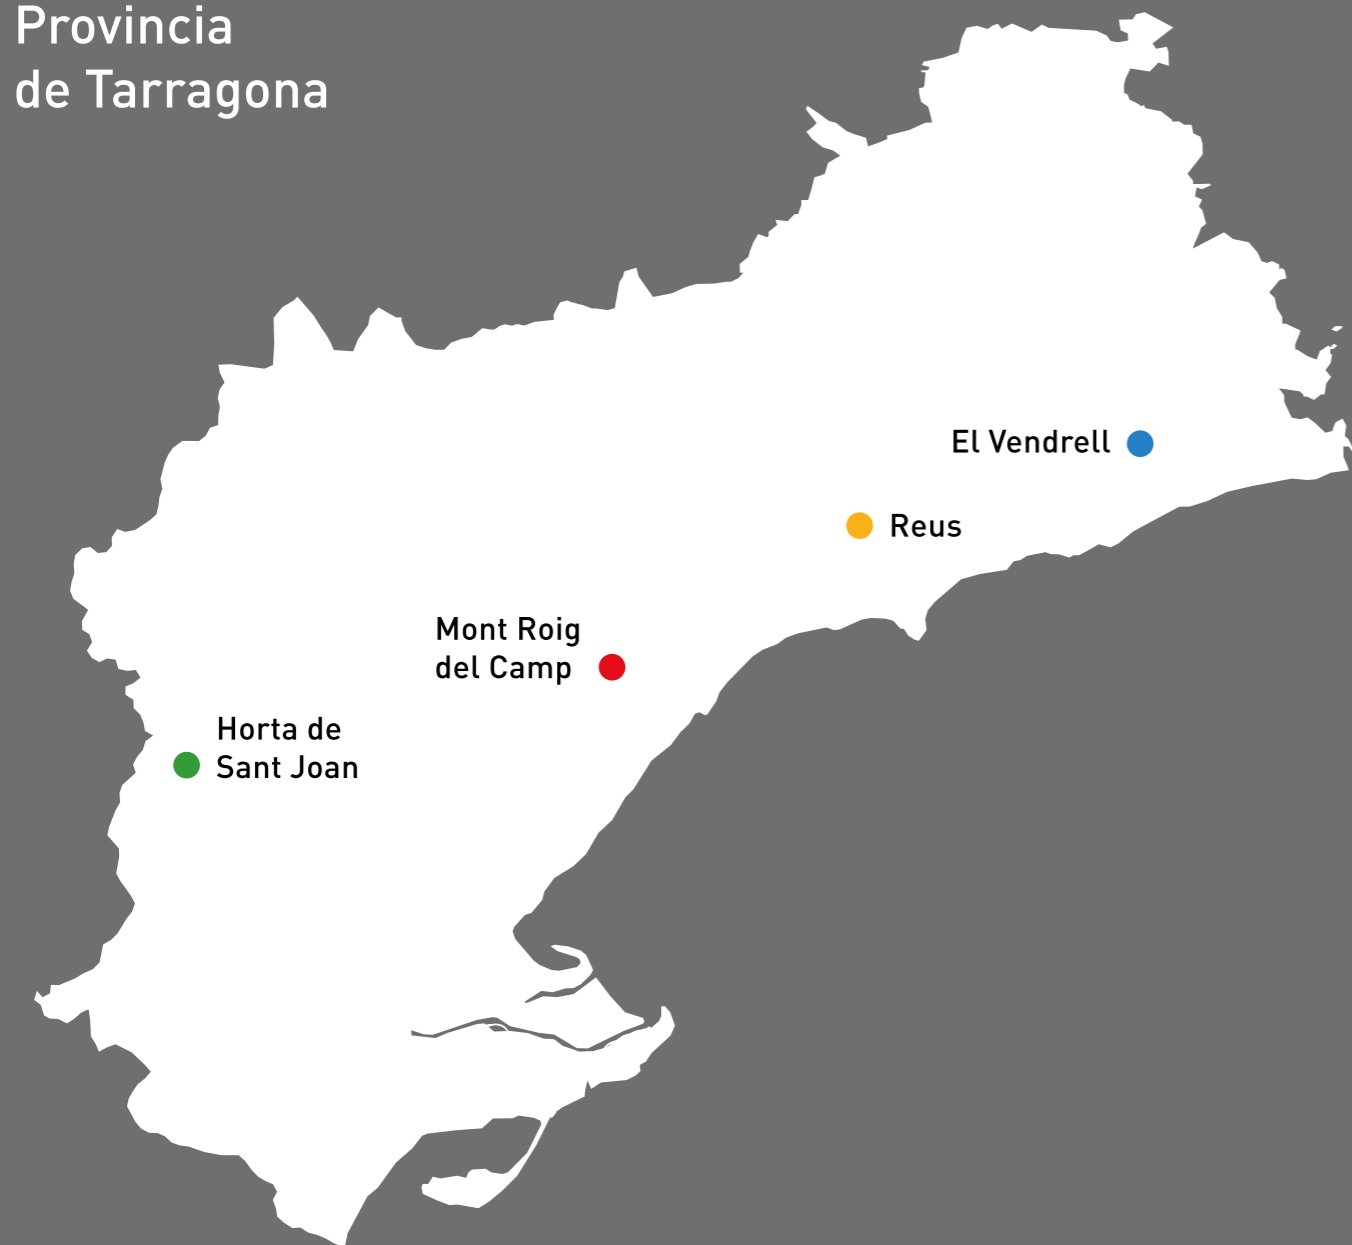 Provincia
de Tarragona
El Vendrell
Reus
Mont Roig
del Camp
Horta de
Sant Joan